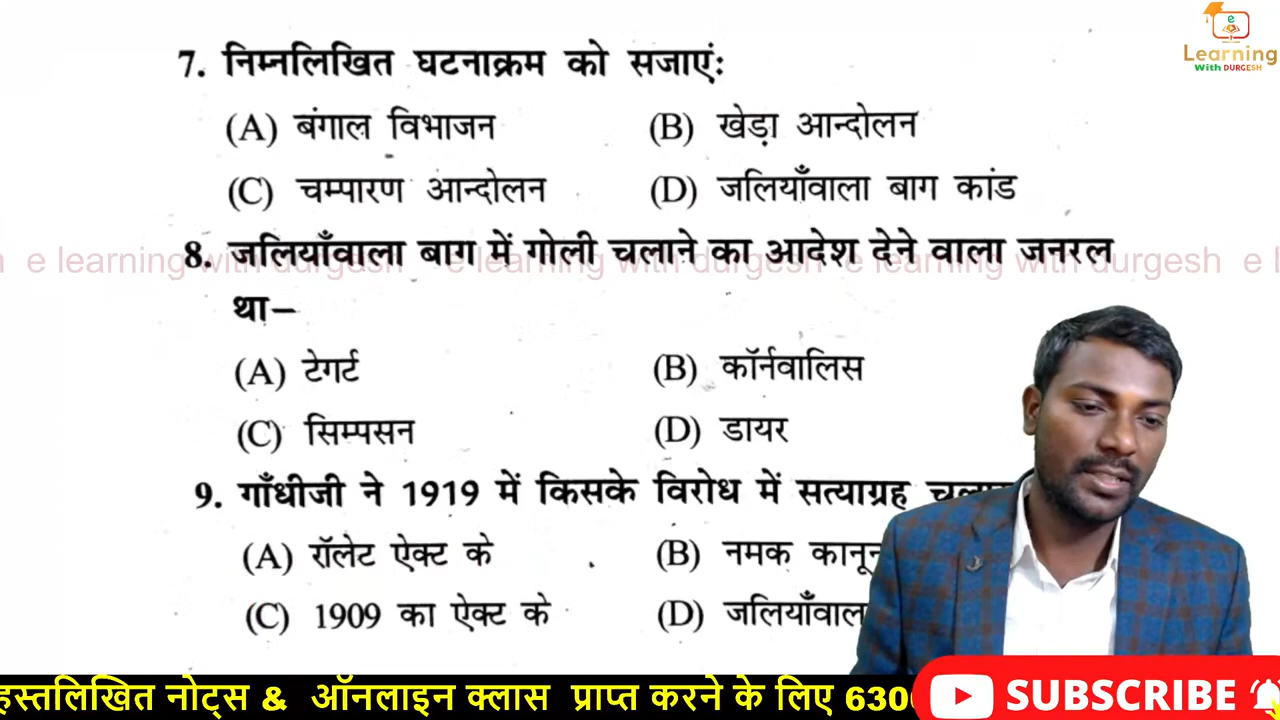 e
Learning
With DURGESH
7. निम्नलिखित घटनाक्रम को सजाएं:
(A) बंगाल विभाजन (B) खेड़ा आन्दोलन
(C) चम्पारण आन्दोलन (D) जलियाँवाला बाग कांड
e learning with durgesh e learning with durgesh e learning with durgesh e
8. जलियाँवाला बाग में गोली चलाने का आदेश देने वाला जनरल
था–
(A) टेगर्ट (B) कॉर्नवालिस
(C) सिम्पसन (D) डायर
9. गाँधीजी ने 1919 में किसके विरोध में सत्याग्रह
(A) रॉलेट ऐक्ट के (B) नमक कानून
(C) 1909 का ऐक्ट के (D) जलियाँवाल
हस्तलिखित नोट्स & ऑनलाइन क्लास प्राप्त करने के लिए 630
SUBSCRIBE